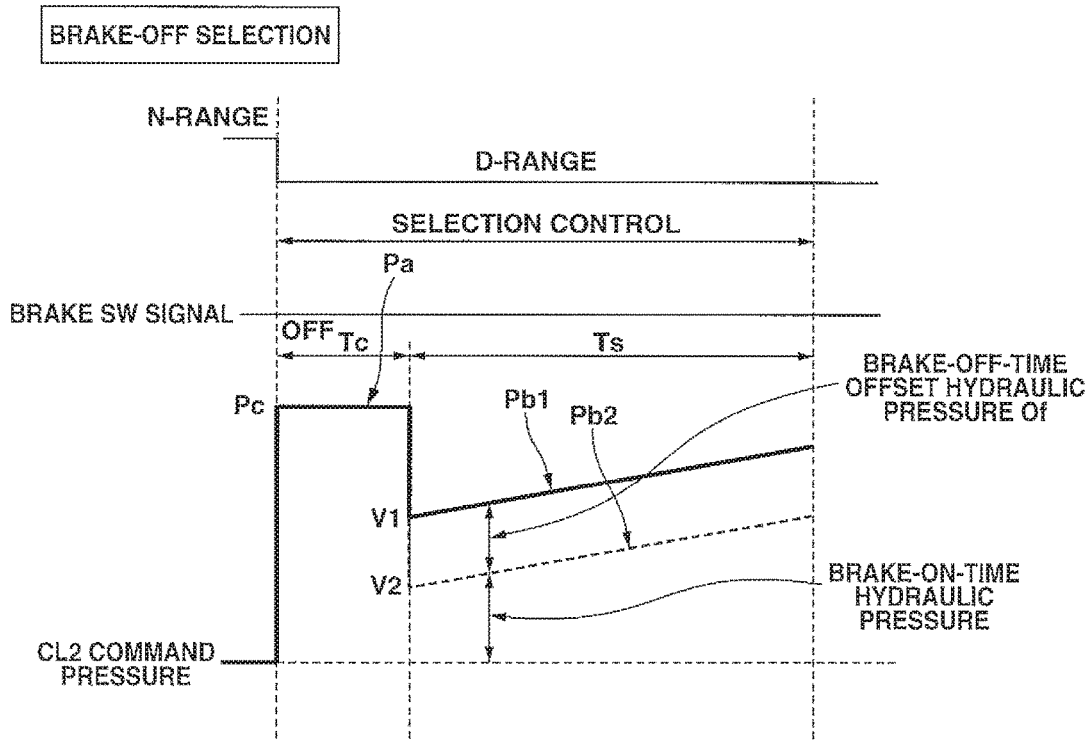 BRAKE-OFF SELECTION
N-RANGE
D-RANGE
SELECTION CONTROL
Pa
BRAKE SW SIGNAL
OFF
Tc
Ts
BRAKE-OFF-TIME
OFFSET HYDRAULIC
PRESSURE Of
Pc
Pb1
Pb2
V1
V2
BRAKE-ON-TIME
HYDRAULIC
PRESSURE
CL2 COMMAND
PRESSURE